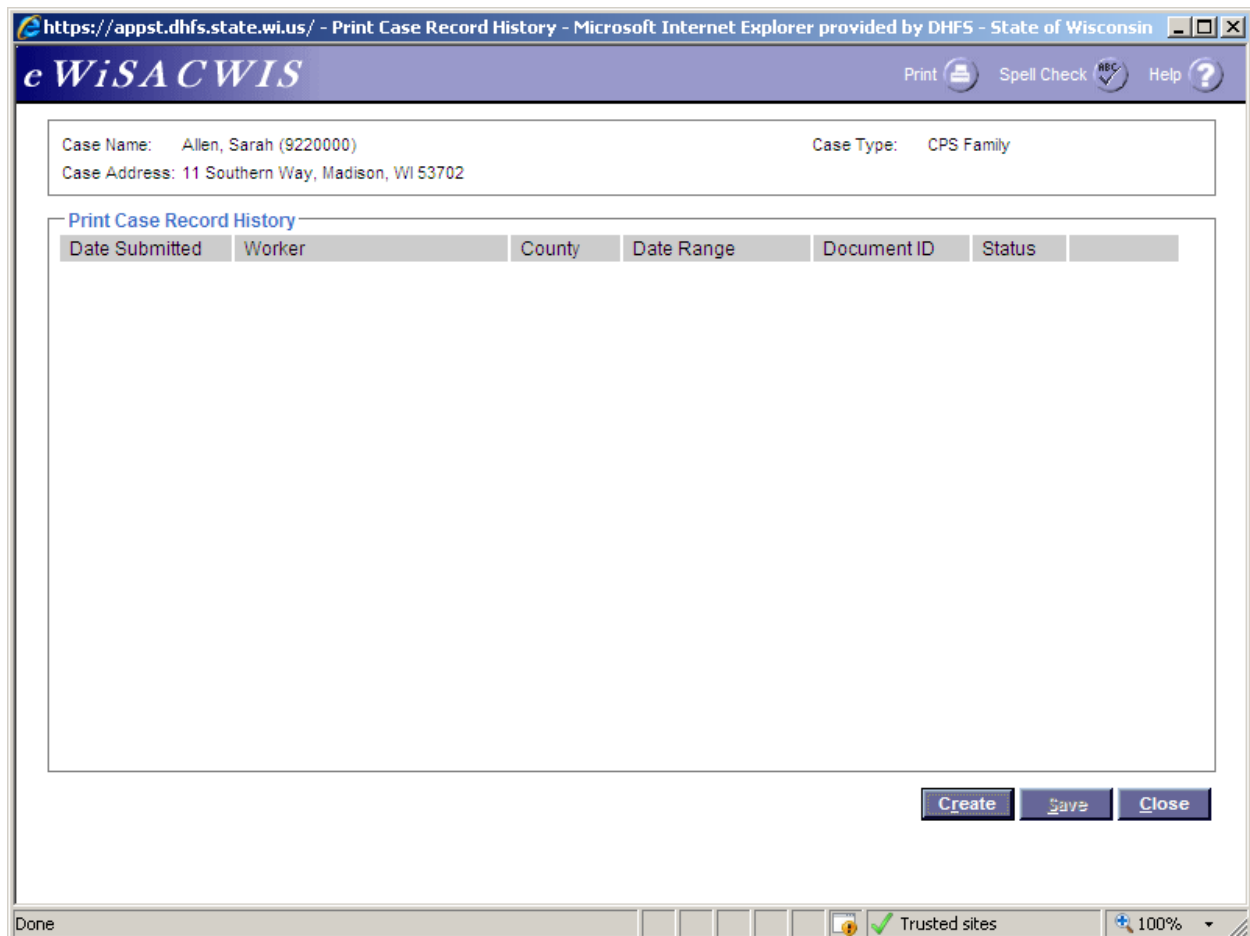 https://appst.dhfs.state.wi.us/ - Print Case Record History - Microsoft Internet Explorer provided by DHFS - State of Wisconsin
eWiSACWIS
Print Spell Check ABC Help ?
Case Name: Allen, Sarah (9220000) Case Type: CPS Family
Case Address: 11 Southern Way, Madison, WI 53702
Print Case Record History
Date Submitted Worker County Date Range Document ID Status
Create Save Close
Done Trusted sites 100%